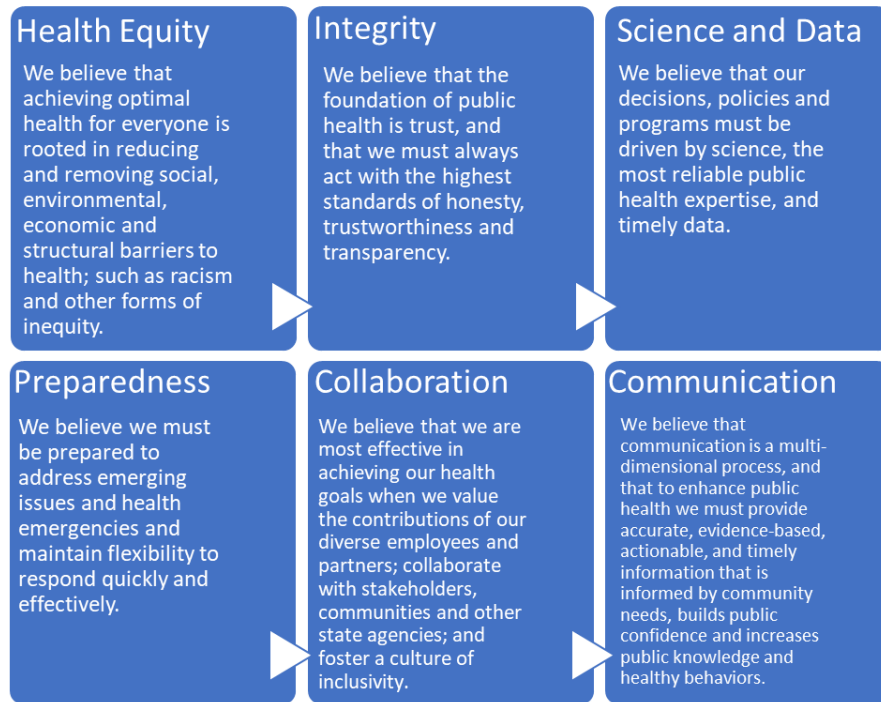 Health Equity
We believe that
achieving optimal
health for everyone is
rooted in reducing
and removing social,
environmental,
economic and
structural barriers to
health; such as racism
and other forms of
inequity.
Integrity
We believe that the
foundation of public
health is trust, and
that we must always
act with the highest
standards of honesty,
trustworthiness and
transparency.
Science and Data
We believe that our
decisions, policies and
programs must be
driven by science, the
most reliable public
health expertise, and
timely data.
Preparedness
We believe we must
be prepared to
address emerging
issues and health
emergencies and
maintain flexibility to
respond quickly and
effectively.
Collaboration
We believe that we are
most effective in
achieving our health
goals when we value
the contributions of our
diverse employees and
partners; collaborate
with stakeholders,
communities and other
state agencies; and
foster a culture of
inclusivity.
Communication
We believe that
communication is a multi-
dimensional process, and
that to enhance public
health we must provide
accurate, evidence-based,
actionable, and timely
information that is
informed by community
needs, builds public
confidence and increases
public knowledge and
healthy behaviors.